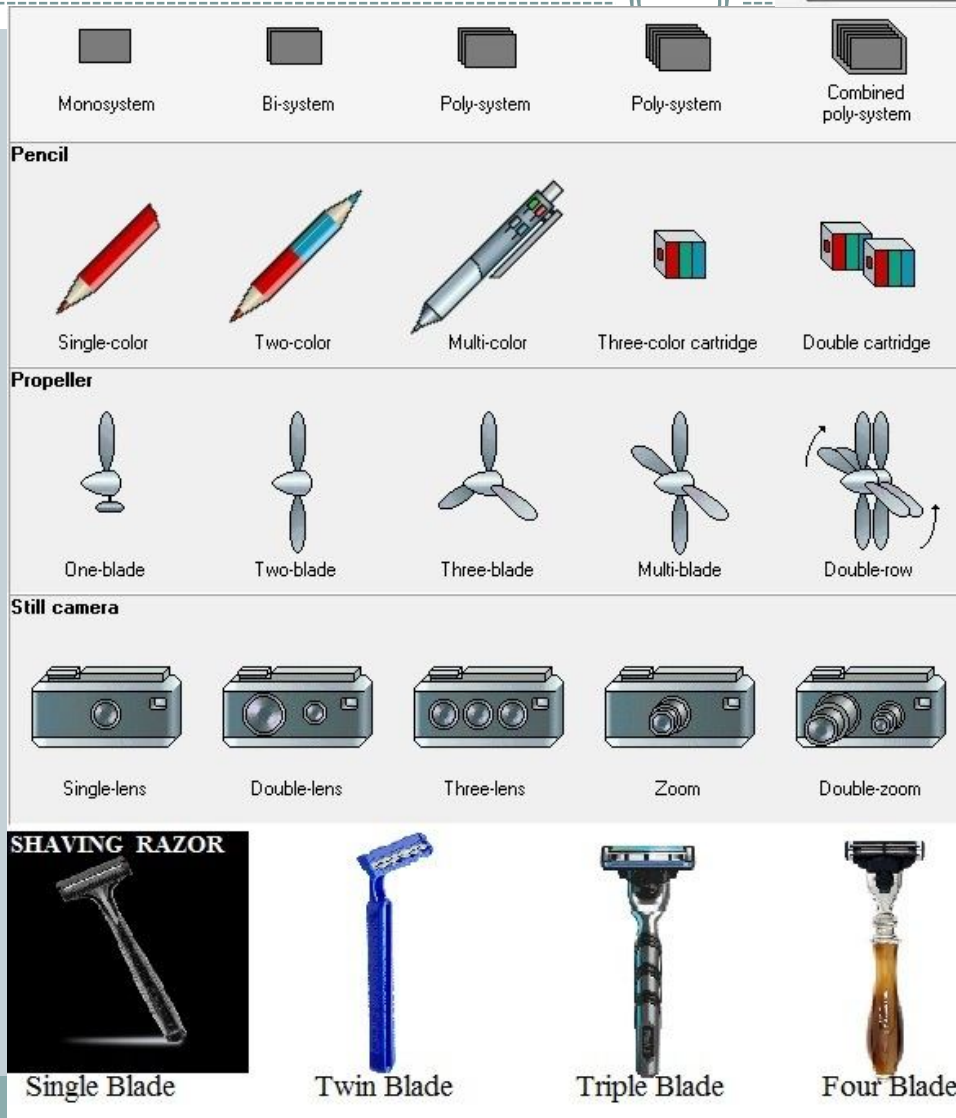 Monosystem Bi-system Poly-system Poly-system Combined
poly-system
Pencil
Single-color Two-color Multi-color Three-color cartridge Double cartridge
Propeller
One-blade Two-blade Three-blade Multi-blade Double-row
Still camera
Single-lens Double-lens Three-lens Zoom Double-zoom
SHAVING RAZOR
Single Blade Twin Blade Triple Blade Four Blade